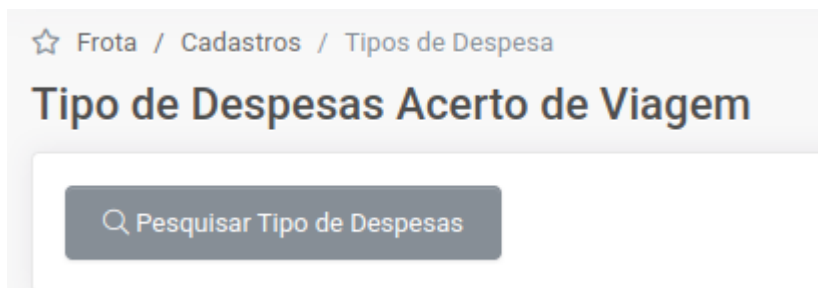 Frota / Cadastros / Tipos de Despesa
Tipo de Despesas Acerto de Viagem
Pesquisar Tipo de Despesas